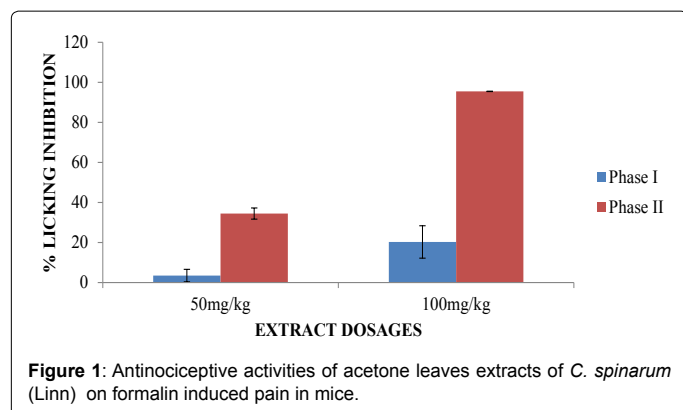 120
100
80
60
40
20
0
% LICKING INHIBITION
50mg/kg
100mg/kg
EXTRACT DOSAGES
Phase I
Phase II
Figure 1: Antinociceptive activities of acetone leaves extracts of C. spinarum
(Linn) on formalin induced pain in mice.